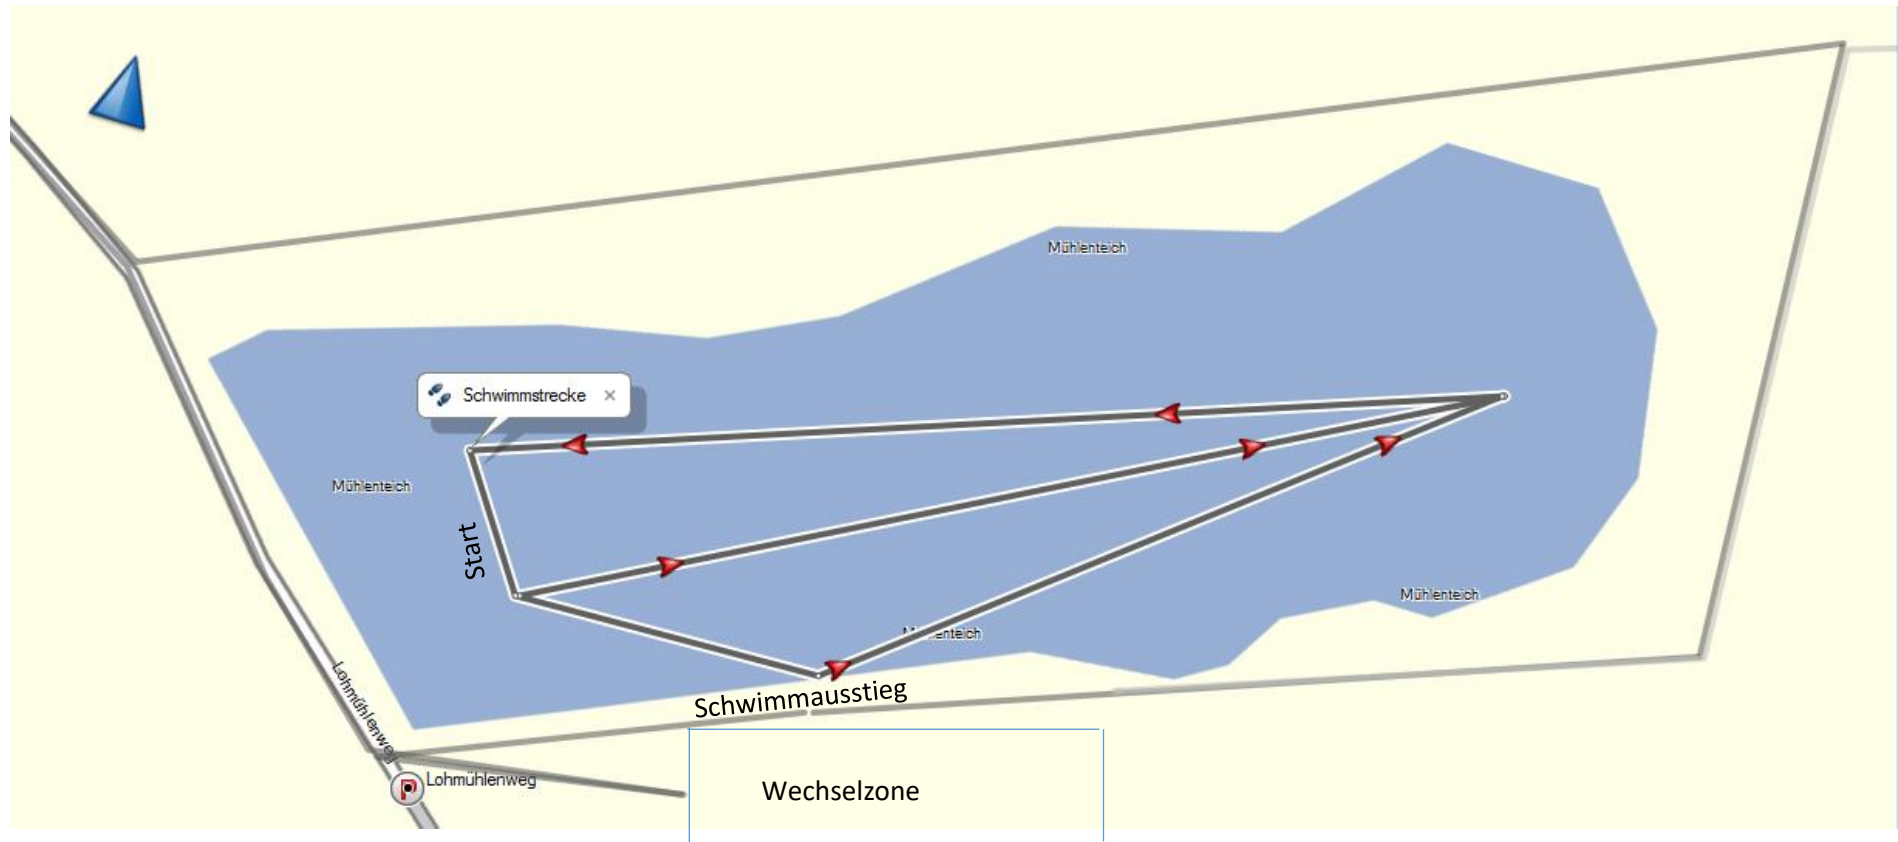 Mühlenteich
Schwimmstrecke ×
Mühlenteich
Start
Mühlenteich
Schwimmausstieg
Lohmühlenweg
P
Lohmühlenweg
Wechselzone